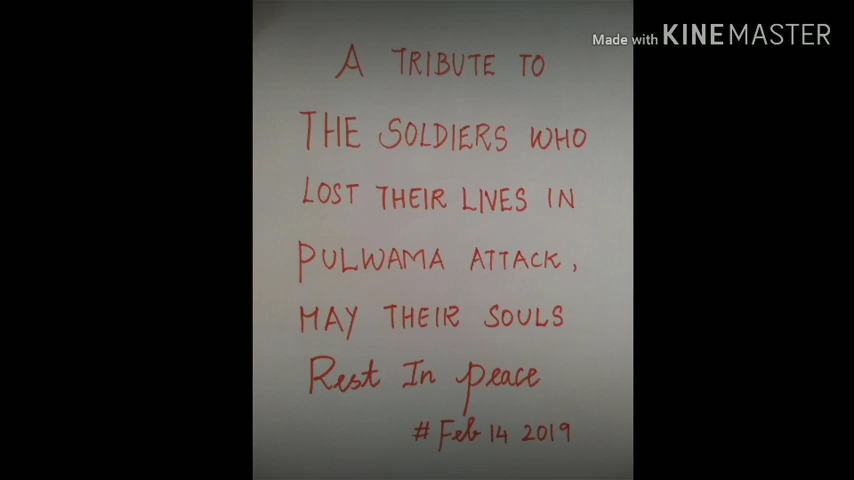 Made with KINEMASTER
A TRIBUTE TO
THE SOLDIERS WHO
LOST THEIR LIVES IN
PULWAMA ATTACK,
MAY THEIR SOULS
Rest In peace
# Feb 14 2019